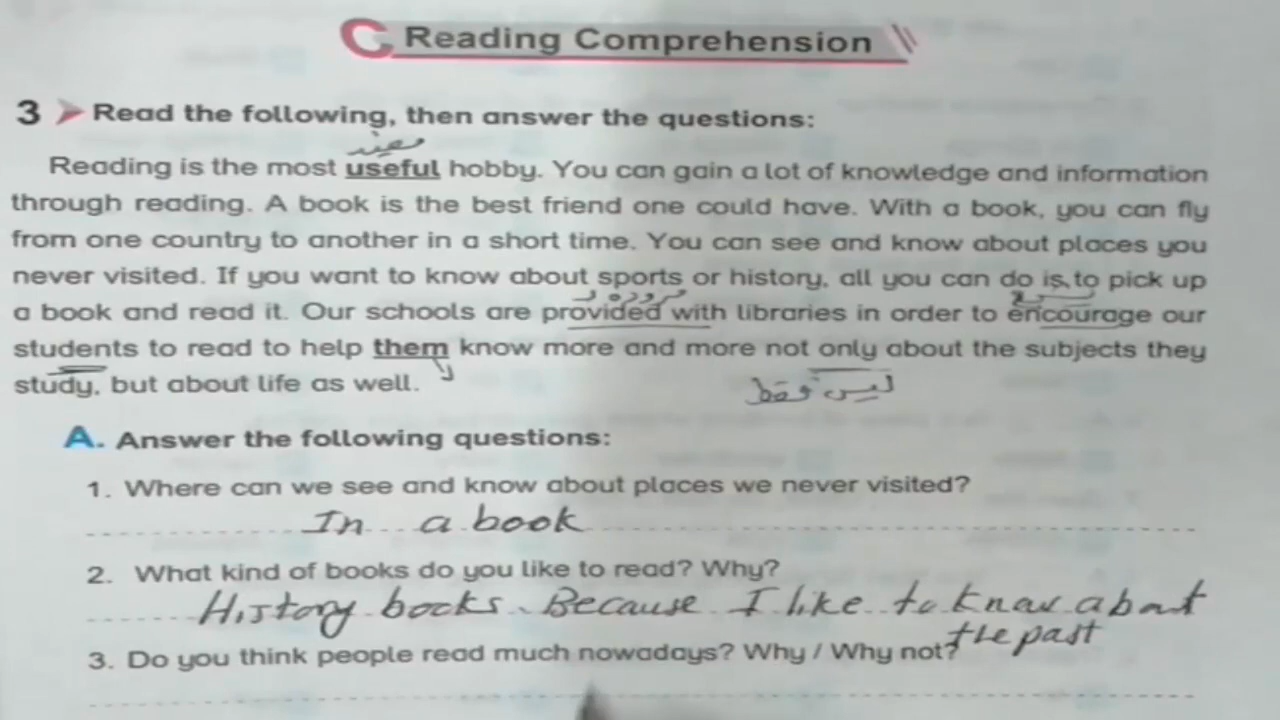 C Reading Comprehension
3 Read the following, then answer the questions:
مفيد
Reading is the most useful hobby. You can gain a lot of knowledge and information
through reading. A book is the best friend one could have. With a book, you can fly
from one country to another in a short time. You can see and know about places you
never visited. If you want to know about sports or history, all you can do is to pick up
a book and read it. Our schools are provided with libraries in order to encourage our
students to read to help them know more and more not only about the subjects they
study, but about life as well.
ليس فقط
A. Answer the following questions:
1. Where can we see and know about places we never visited?
In a book
2. What kind of books do you like to read? Why?
History books. Because I like to know about
the past
3. Do you think people read much nowadays? Why / Why not?